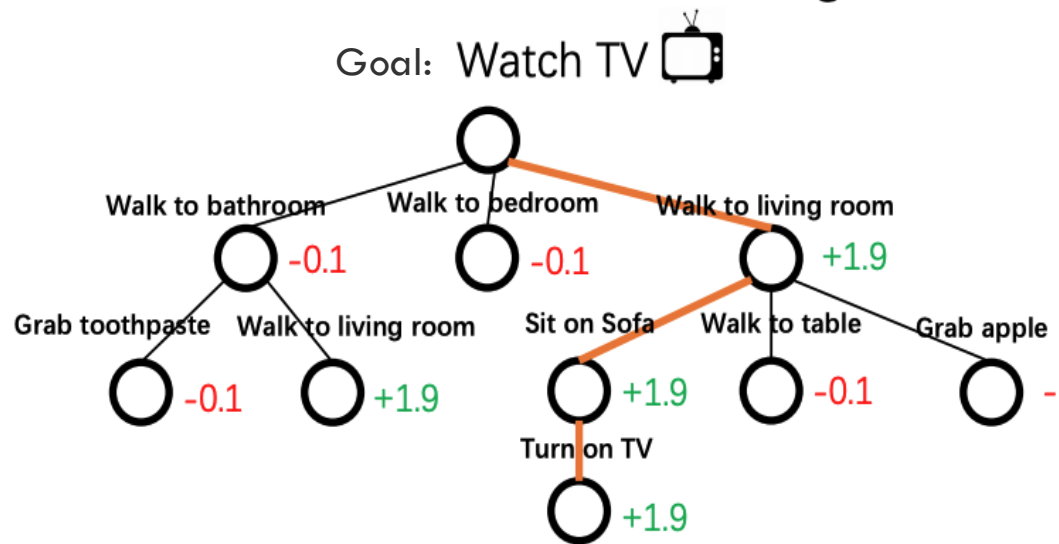 Goal: Watch TV
Walk to bathroom
Walk to bedroom
Walk to living room
-0.1
-0.1
+1.9
Grab toothpaste
Walk to living room
Sit on Sofa
Walk to table
Grab apple
-0.1
+1.9
+1.9
-0.1
-
Turn on TV
+1.9